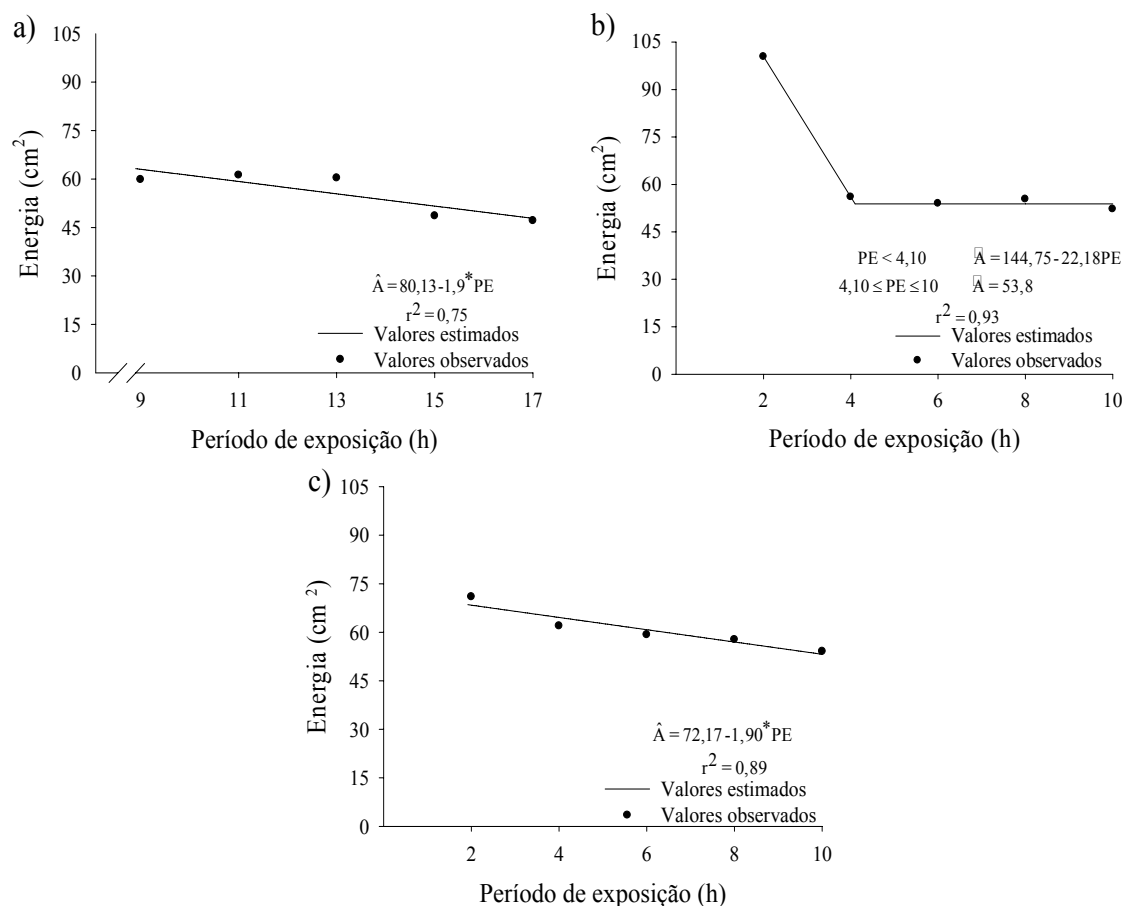 a)
105
90
75
60
45
30
15
0
Energia (cm²)
Â = 80,13-1,9*PE
r² = 0,75
Valores estimados
Valores observados
9 11 13 15 17
Período de exposição (h)
b)
105
90
75
60
45
30
15
0
Energia (cm²)
PE < 4,10 A = 144,75-22,18PE
4,10 ≤ PE ≤ 10 A = 53,8
r² = 0,93
Valores estimados
Valores observados
2 4 6 8 10
Período de exposição (h)
c)
105
90
75
60
45
30
15
0
Energia (cm²)
Â = 72,17-1,90*PE
r² = 0,89
Valores estimados
Valores observados
2 4 6 8 10
Período de exposição (h)